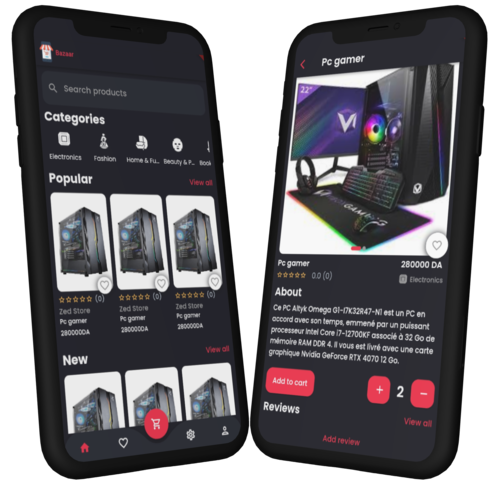 Bazaar
Search products
Categories
Electronics
Fashion
Home & Fu...
Beauty & P...
Popular
View all
(0)
(0)
(0)
Zed Store
Zed Store
Zed Store
Pc gamer
Pc gamer
Pc gamer
280000DA
280000DA
280000DA
New
View all
Pc gamer
22"
Pc gamer
280000 DA
0.0 (0)
Electronics
About
Ce PC Altyk Omega G1-I7K32R47-N1 est un PC en
accord avec son temps, emmené par un puissant
processeur Intel Core i7-12700KF associé à 32 Go de
mémoire RAM DDR 4. Il vous est livré avec une carte
graphique Nvidia GeForce RTX 4070 12 Go.
Add to cart
+
2
−
Reviews
View all
Add review